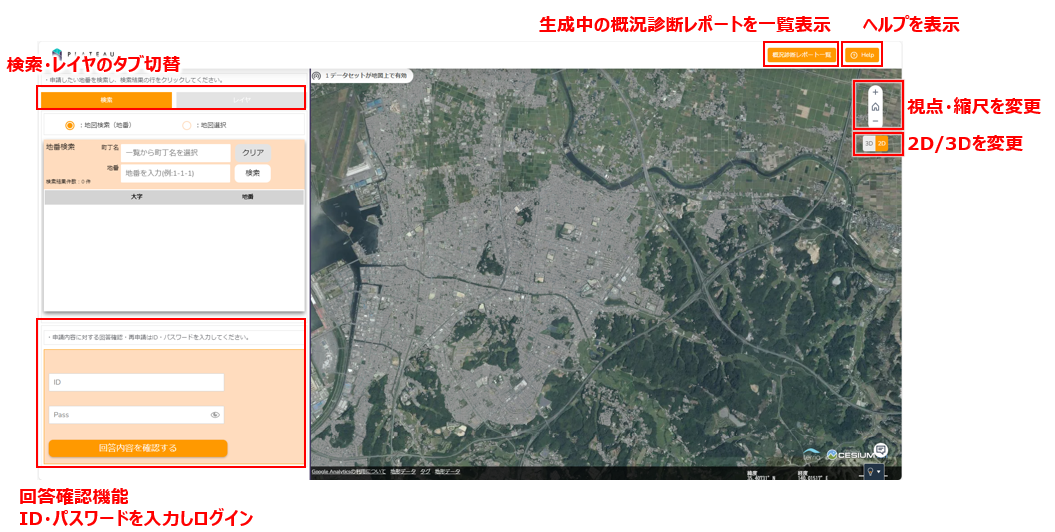 生成中の概況診断レポートを一覧表示
ヘルプを表示
PLATEAU
概況診断レポート一覧
Help
検索・レイヤのタブ切替
・申請したい地番を検索し、検索結果の行をクリックしてください。
1データセットが地図上で有効
検索
レイヤ
視点・縮尺を変更
：地図検索（地番）
：地図選択
地番検索
町丁名
一覧から町丁名を選択
クリア
2D/3Dを変更
3D
2D
地番
地番を入力(例:1-1-1)
検索
検索結果件数：0 件
大字
地番
・申請内容に対する回答確認・再申請はID・パスワードを入力してください。
ID
Pass
回答内容を確認する
CESIUM
Google Analyticsの利用について
地形データ
タグ
地形データ
緯度
経度
回答確認機能
ID・パスワードを入力しログイン